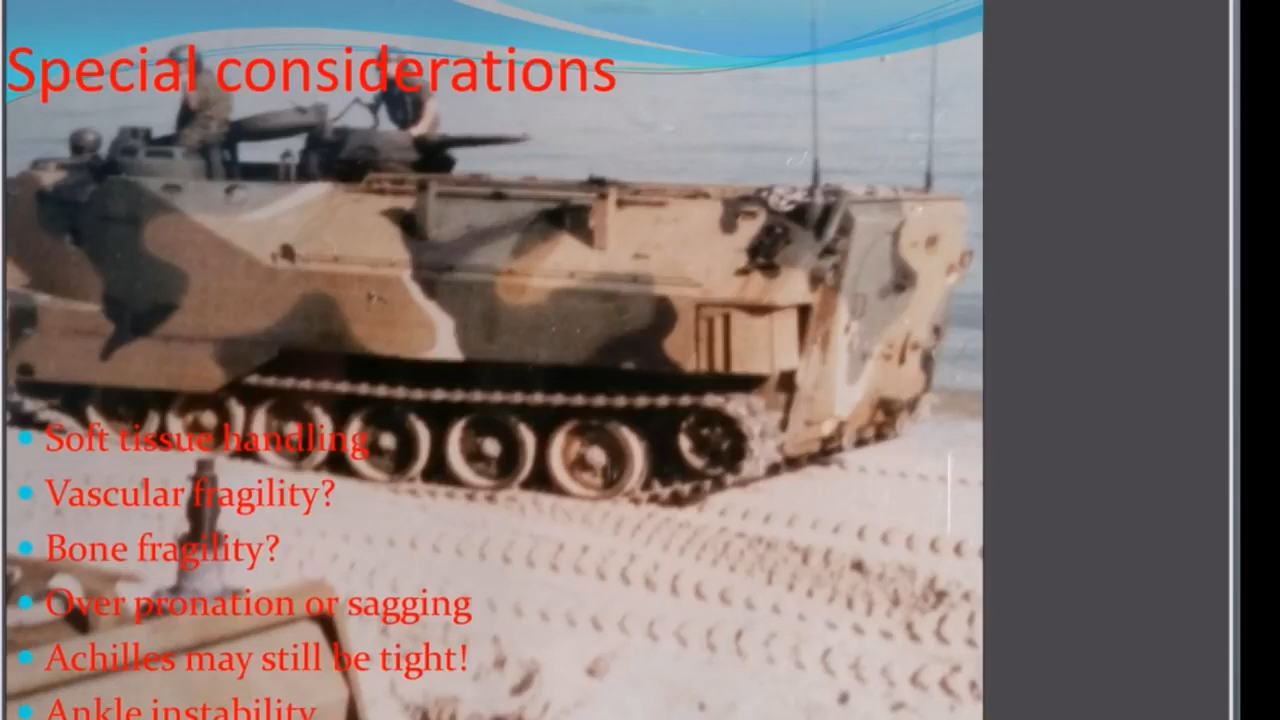 Special considerations
• Soft tissue handling
• Vascular fragility?
• Bone fragility?
• Over pronation or sagging
• Achilles may still be tight!
• Ankle instability